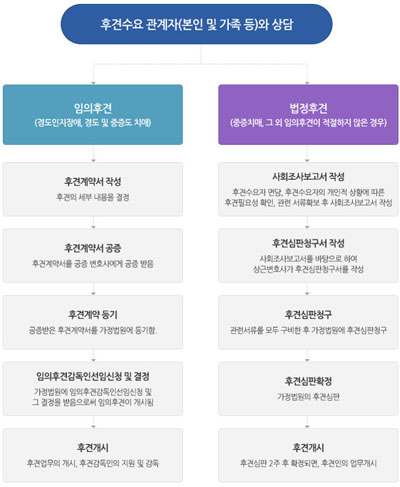 후견수요 관계자(본인 및 가족 등)와 상담
임의후견
(경도인지장애, 경도 및 중증도 치매)
후견계약서 작성
후견의 세부 내용을 결정
후견계약서 공증
후견계약서를 공증 변호사에게 공증 받음
후견계약 등기
공증받은 후견계약서를 가정법원에 등기함.
임의후견감독인선임신청 및 결정
가정법원에 임의후견감독인선임신청 및
그 결정을 받음으로써 임의후견이 개시됨
후견개시
후견업무의 개시, 후견감독인의 지원 및 감독
법정후견
(중증치매, 그 외 임의후견이 적절하지 않은 경우)
사회조사보고서 작성
후견수요자 면담, 후견수요자의 개인적 상황에 따른
후견필요성 확인, 관련 서류확보 후 사회조사보고서 작성
후견심판청구서 작성
사회조사보고서를 바탕으로 하여
상근변호사가 후견심판청구서를 작성
후견심판청구
관련서류를 모두 구비한 후 가정법원에 후견심판청구
후견심판확정
가정법원의 후견심판
후견개시
후견심판 2주 후 확정되면, 후견인의 업무개시